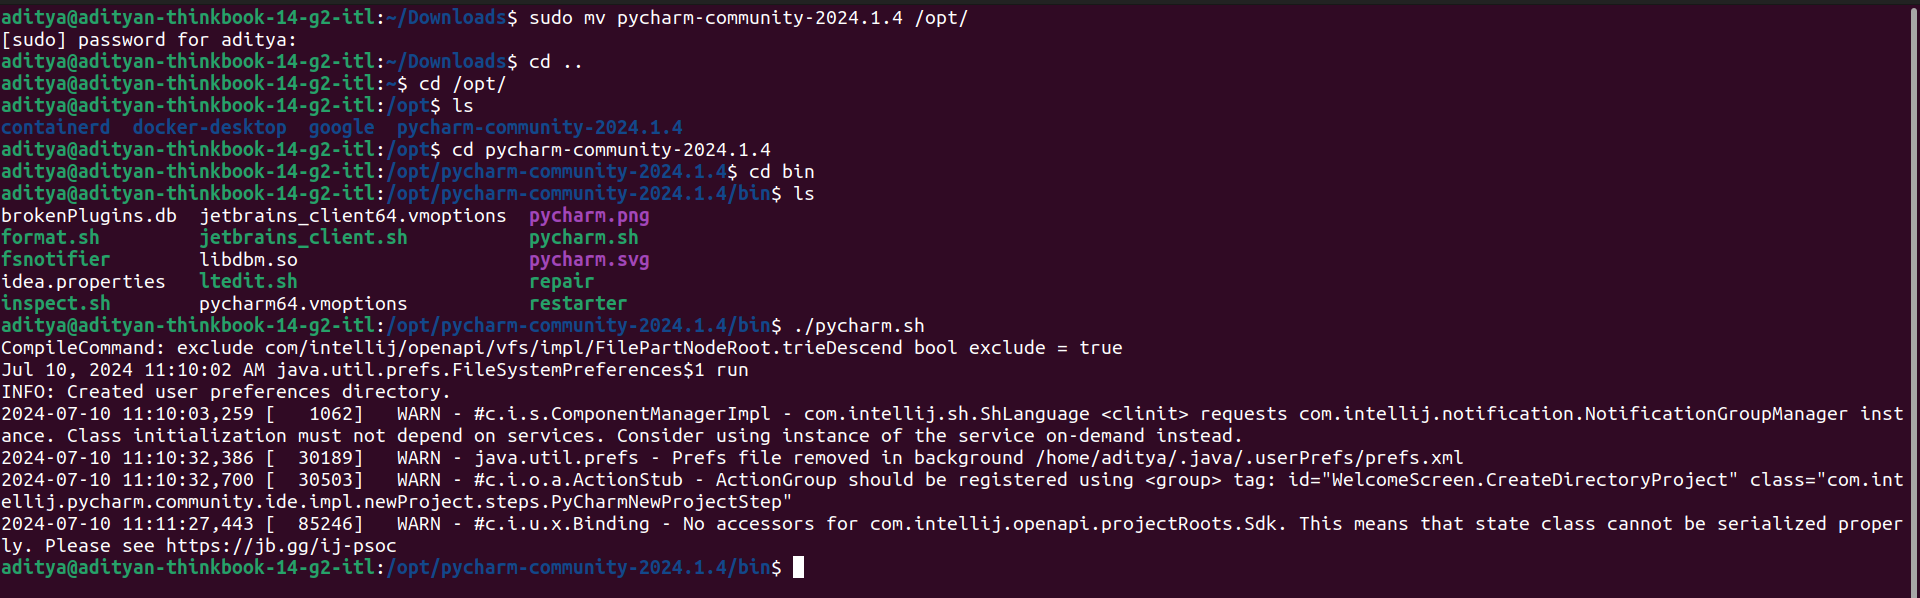 aditya@adityan-thinkbook-14-g2-itl:~/Downloads$ sudo mv pycharm-community-2024.1.4 /opt/
[sudo] password for aditya:
aditya@adityan-thinkbook-14-g2-itl:~/Downloads$ cd ..
aditya@adityan-thinkbook-14-g2-itl:~$ cd /opt/
aditya@adityan-thinkbook-14-g2-itl:/opt$ ls
containerd  docker-desktop  google  pycharm-community-2024.1.4
aditya@adityan-thinkbook-14-g2-itl:/opt$ cd pycharm-community-2024.1.4
aditya@adityan-thinkbook-14-g2-itl:/opt/pycharm-community-2024.1.4$ cd bin
aditya@adityan-thinkbook-14-g2-itl:/opt/pycharm-community-2024.1.4/bin$ ls
brokenPlugins.db  jetbrains_client64.vmoptions  pycharm.png
format.sh         jetbrains_client.sh           pycharm.sh
fsnotifier        libdbm.so                     pycharm.svg
idea.properties   ltedit.sh                     repair
inspect.sh        pycharm64.vmoptions           restarter
aditya@adityan-thinkbook-14-g2-itl:/opt/pycharm-community-2024.1.4/bin$ ./pycharm.sh
CompileCommand: exclude com/intellij/openapi/vfs/impl/FilePartNodeRoot.trieDescend bool exclude = true
Jul 10, 2024 11:10:02 AM java.util.prefs.FileSystemPreferences$1 run
INFO: Created user preferences directory.
2024-07-10 11:10:03,259 [   1062]   WARN - #c.i.s.ComponentManagerImpl - com.intellij.sh.ShLanguage <clinit> requests com.intellij.notification.NotificationGroupManager inst
ance. Class initialization must not depend on services. Consider using instance of the service on-demand instead.
2024-07-10 11:10:32,386 [  30189]   WARN - java.util.prefs - Prefs file removed in background /home/aditya/.java/.userPrefs/prefs.xml
2024-07-10 11:10:32,700 [  30503]   WARN - #c.i.o.a.ActionStub - ActionGroup should be registered using <group> tag: id="WelcomeScreen.CreateDirectoryProject" class="com.int
ellij.pycharm.community.ide.impl.newProject.steps.PyCharmNewProjectStep"
2024-07-10 11:11:27,443 [  85246]   WARN - #c.i.u.x.Binding - No accessors for com.intellij.openapi.projectRoots.Sdk. This means that state class cannot be serialized proper
ly. Please see https://jb.gg/ij-psoc
aditya@adityan-thinkbook-14-g2-itl:/opt/pycharm-community-2024.1.4/bin$